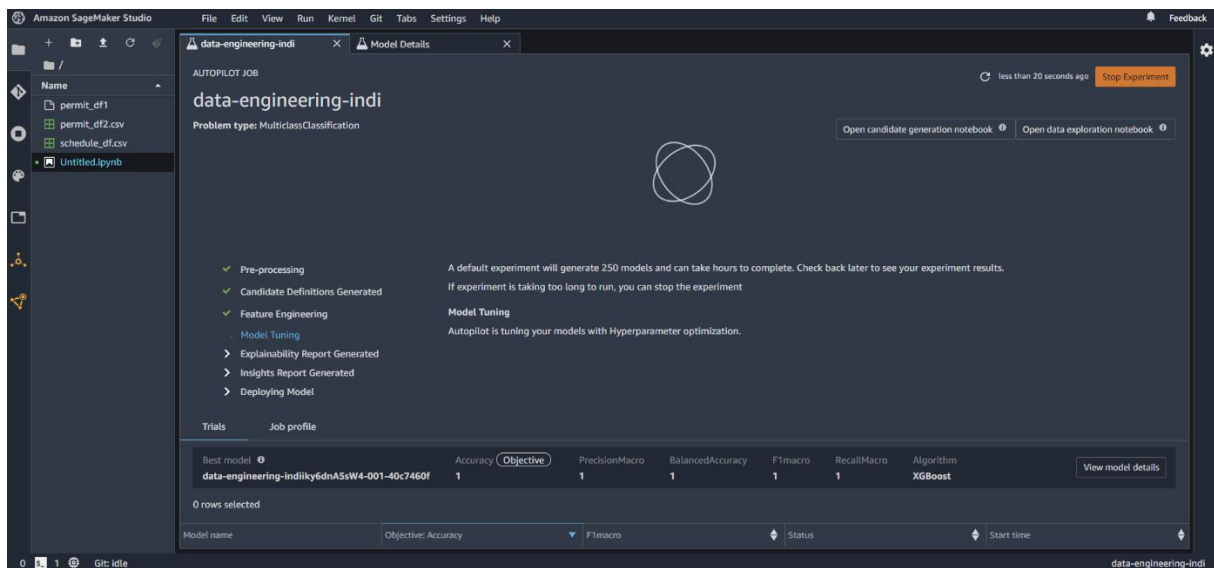 Amazon SageMaker Studio File Edit View Run Kernel Git Tabs Settings Help Feedback
data-engineering-indi Model Details
/
Name
permit_df1
permit_df2.csv
schedule_df.csv
Untitled.ipynb
AUTOPILOT JOB
less than 20 seconds ago Stop Experiment
data-engineering-indi
Problem type: MulticlassClassification
Open candidate generation notebook Open data exploration notebook
Pre-processing
Candidate Definitions Generated
Feature Engineering
Model Tuning
Explainability Report Generated
Insights Report Generated
Deploying Model
A default experiment will generate 250 models and can take hours to complete. Check back later to see your experiment results.
If experiment is taking too long to run, you can stop the experiment
Model Tuning
Autopilot is tuning your models with Hyperparameter optimization.
Trials Job profile
Best model Accuracy Objective PrecisionMacro BalancedAccuracy F1macro RecallMacro Algorithm
data-engineering-indiiky6dnA5sW4-001-40c7460f 1 1 1 1 1 XGBoost
View model details
0 rows selected
Model name Objective: Accuracy F1macro Status Start time
0 1 Git: idle data-engineering-indi